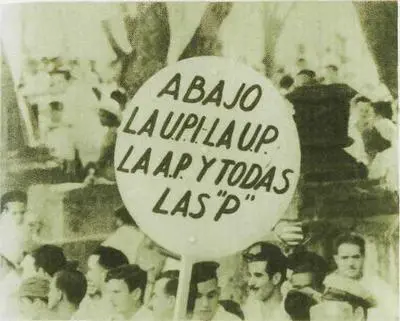 ABAJO
LA U.P.I.-LA U.P.
LA A.P. Y TODAS
LAS "P"